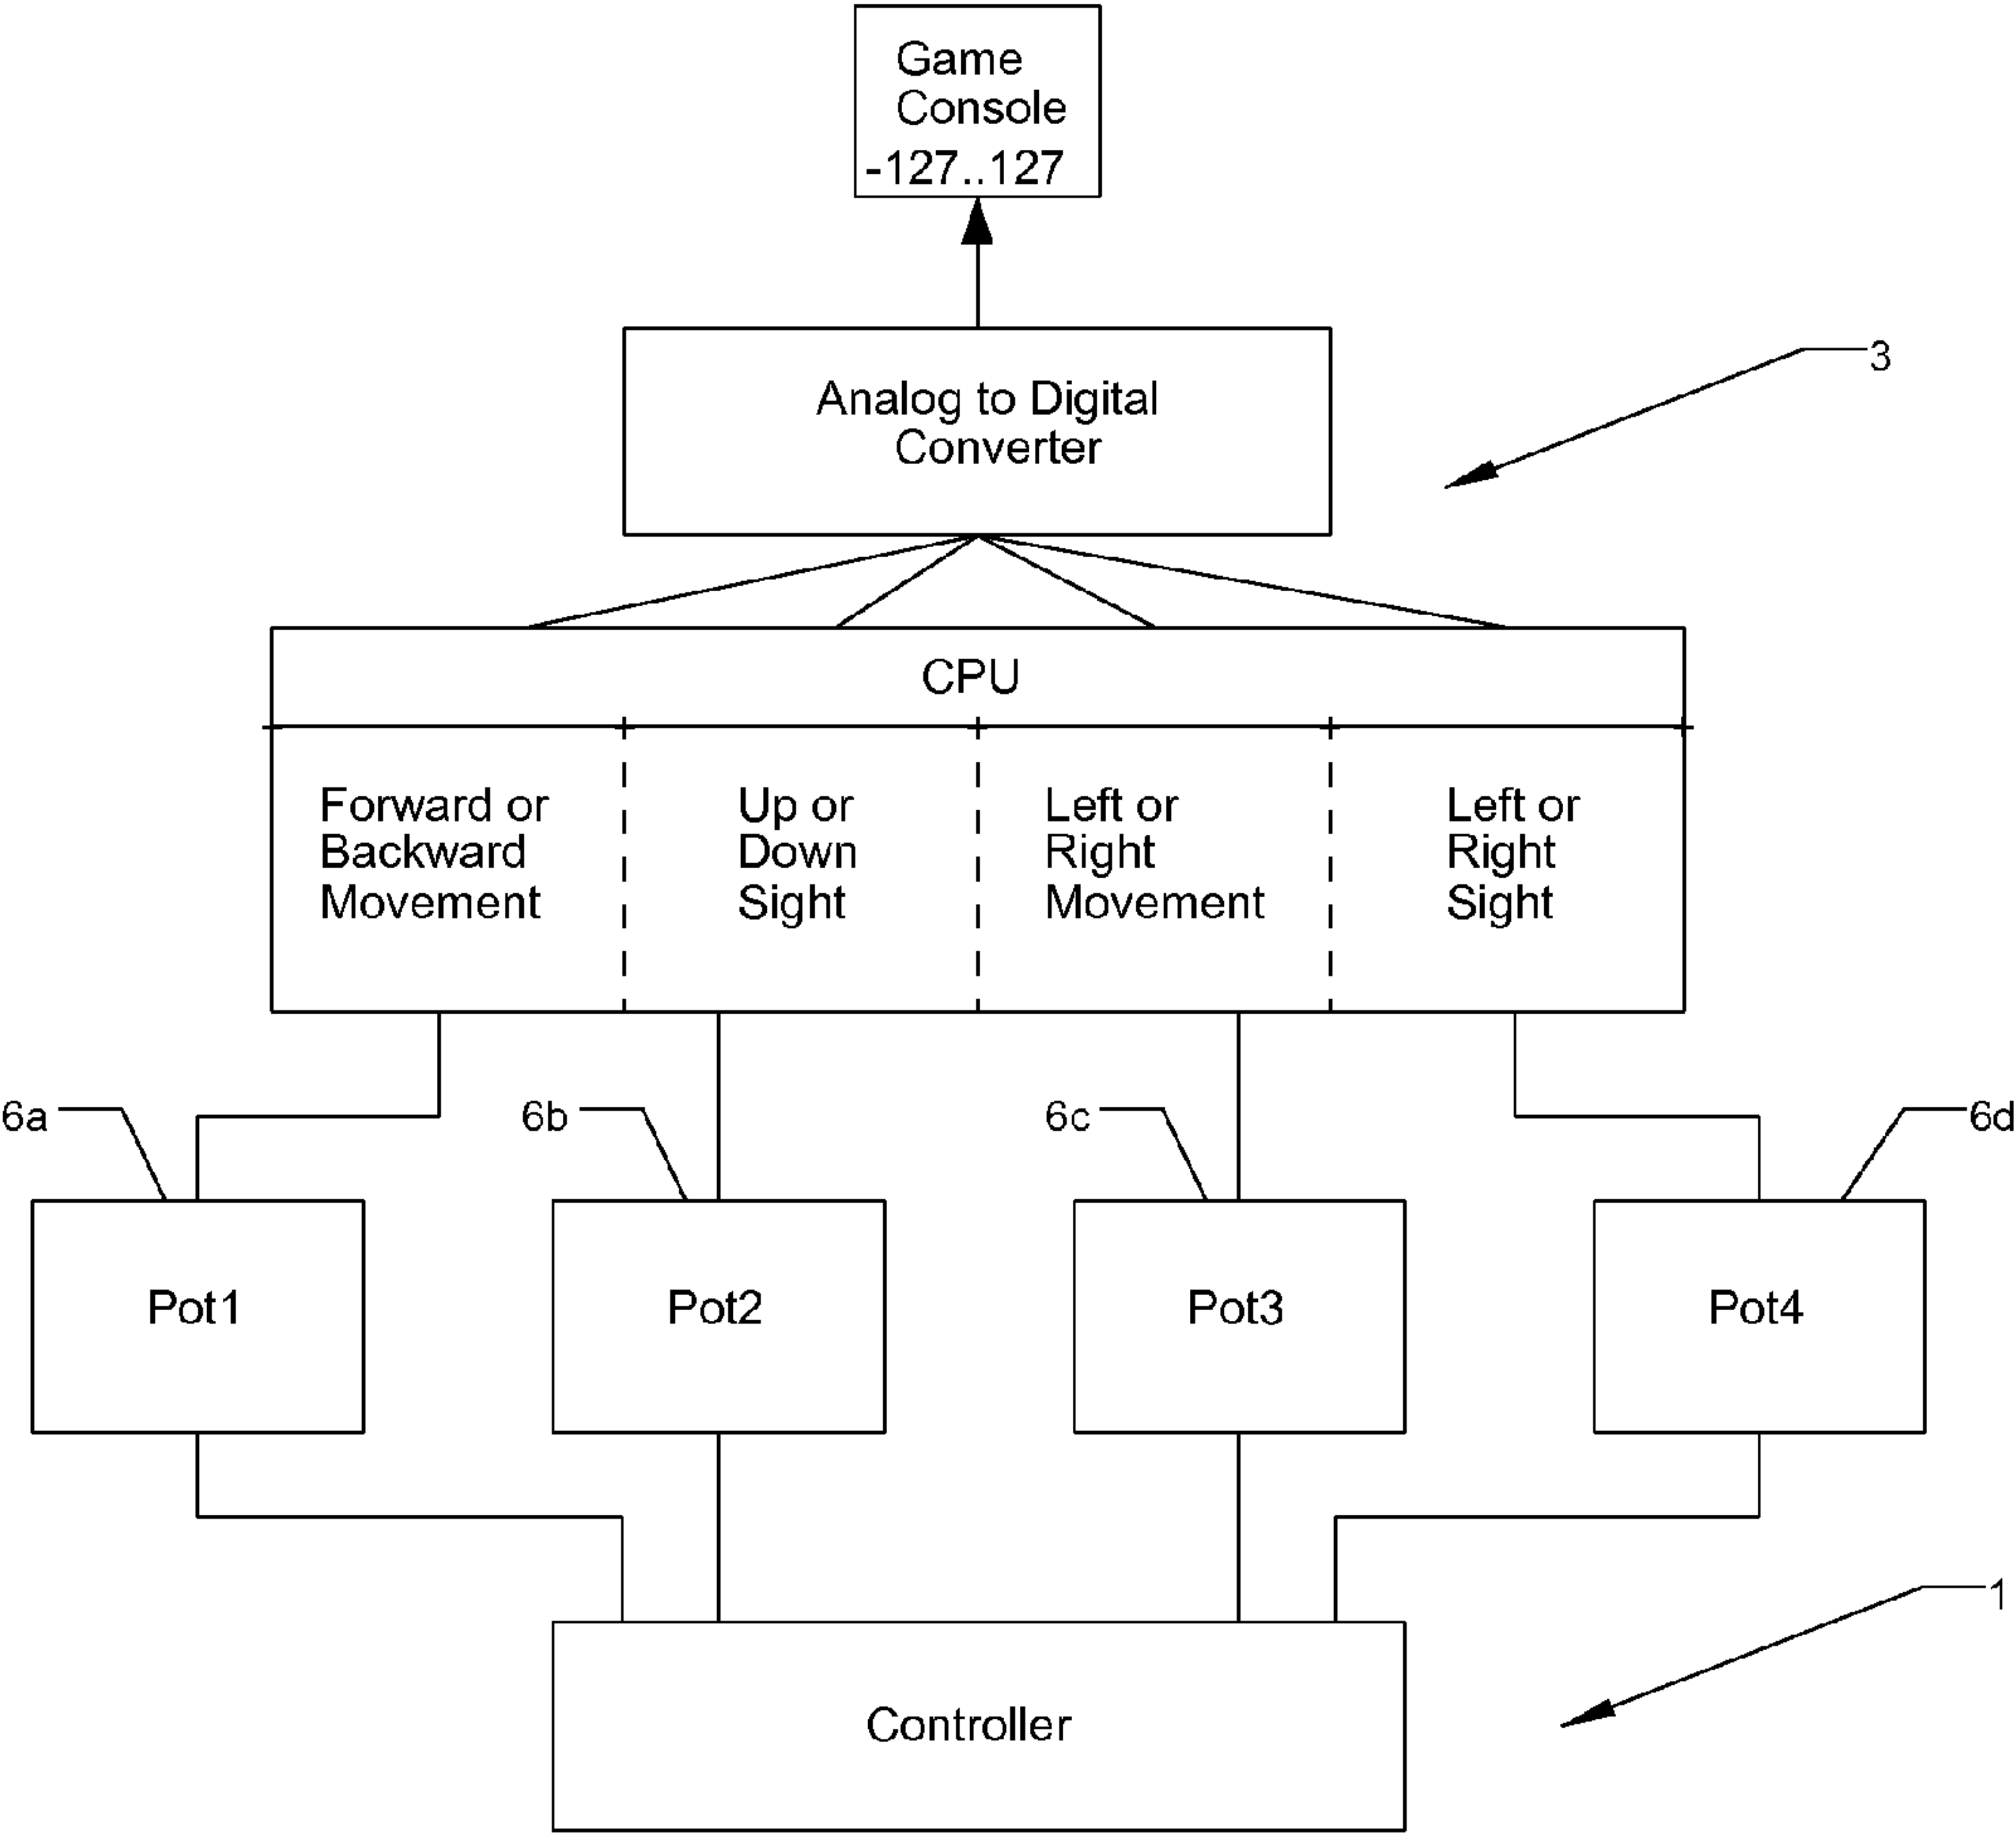 Game
Console
-127..127
3
Analog to Digital
Converter
CPU
Forward or
Backward
Movement
Up or
Down
Sight
Left or
Right
Movement
Left or
Right
Sight
6a
6b
6c
6d
Pot1
Pot2
Pot3
Pot4
1
Controller